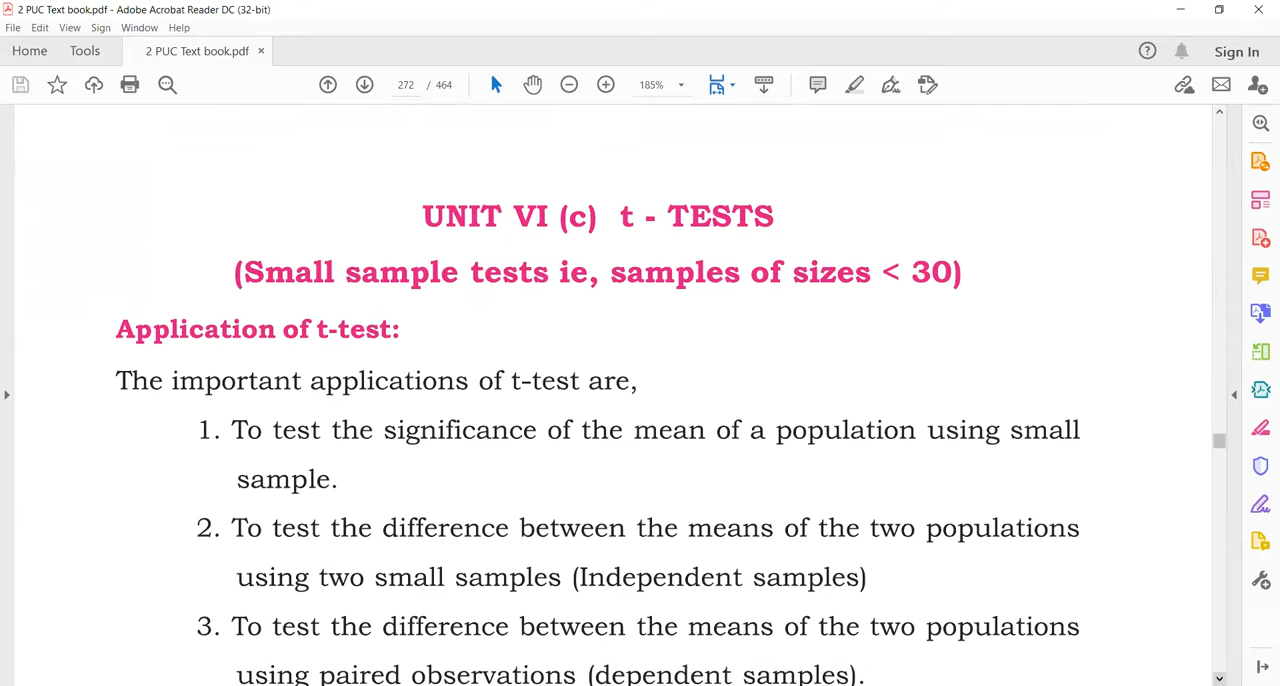 2 PUC Text book.pdf - Adobe Acrobat Reader DC (32-bit)
File Edit View Sign Window Help
Home Tools 2 PUC Text book.pdf × Sign In
272 / 464 185%
UNIT VI (c) t - TESTS
(Small sample tests ie, samples of sizes < 30)
Application of t-test:
The important applications of t-test are,
1. To test the significance of the mean of a population using small
sample.
2. To test the difference between the means of the two populations
using two small samples (Independent samples)
3. To test the difference between the means of the two populations
using paired observations (dependent samples).